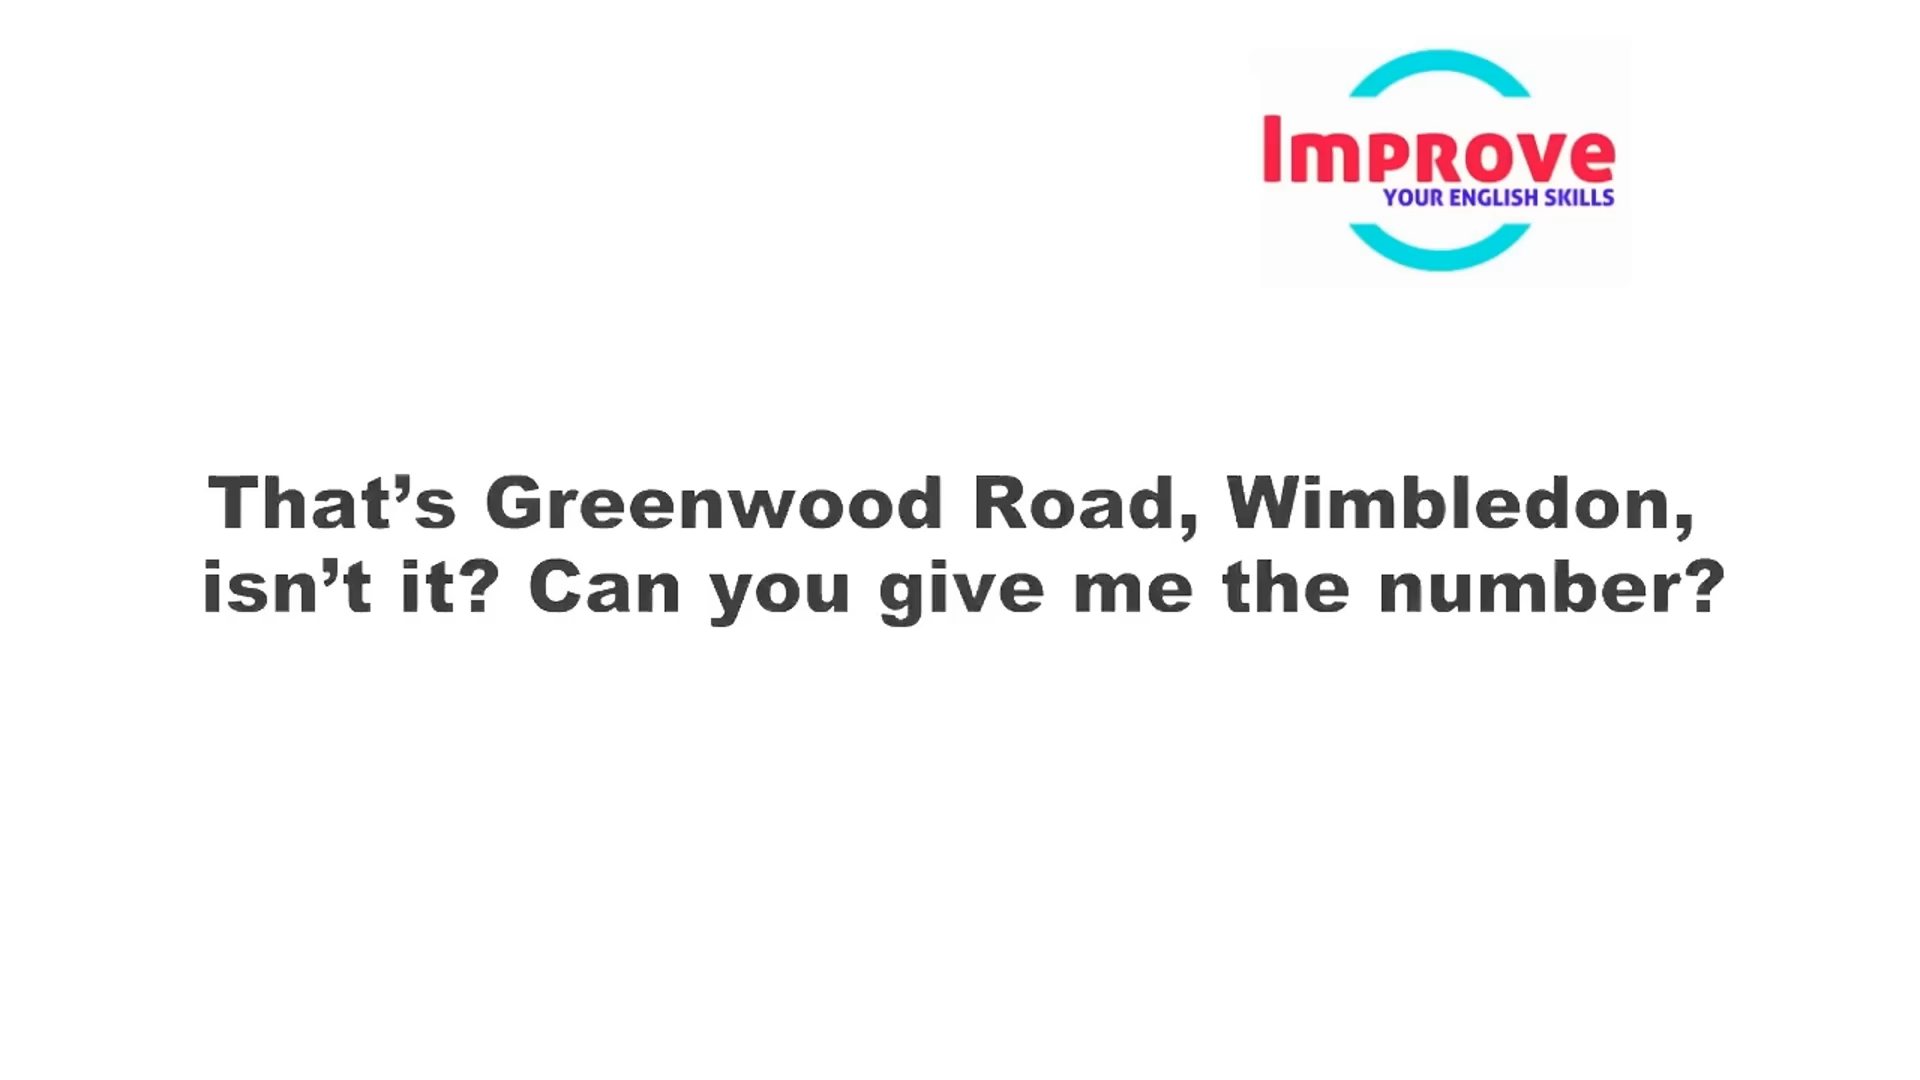 Improve
YOUR ENGLISH SKILLS
That’s Greenwood Road, Wimbledon,
isn’t it? Can you give me the number?